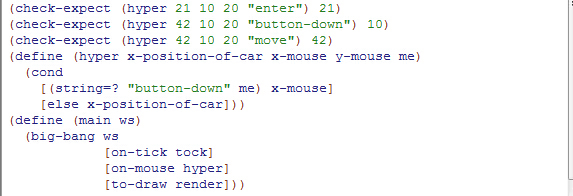 (check-expect (hyper 21 10 20 "enter") 21)
(check-expect (hyper 42 10 20 "button-down") 10)
(check-expect (hyper 42 10 20 "move") 42)
(define (hyper x-position-of-car x-mouse y-mouse me)
  (cond
    [(string=? "button-down" me) x-mouse]
    [else x-position-of-car]))
(define (main ws)
  (big-bang ws
            [on-tick tock]
            [on-mouse hyper]
            [to-draw render]))